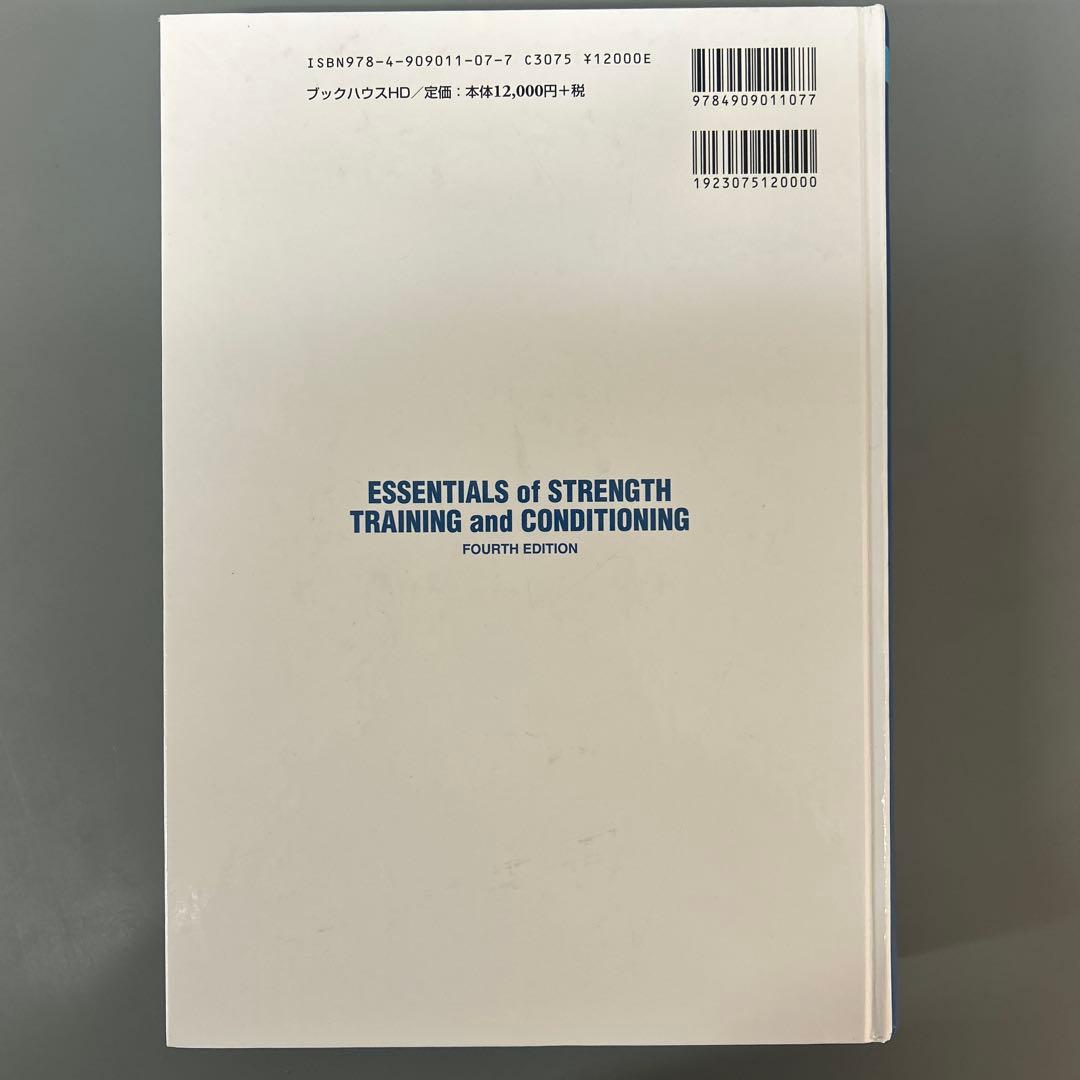 ISBN978-4-909011-07-7 C3075 ¥12000E
ブックハウスHD／定価：本体12,000円＋税
9784909011077
1923075120000
ESSENTIALS of STRENGTH
TRAINING and CONDITIONING
FOURTH EDITION